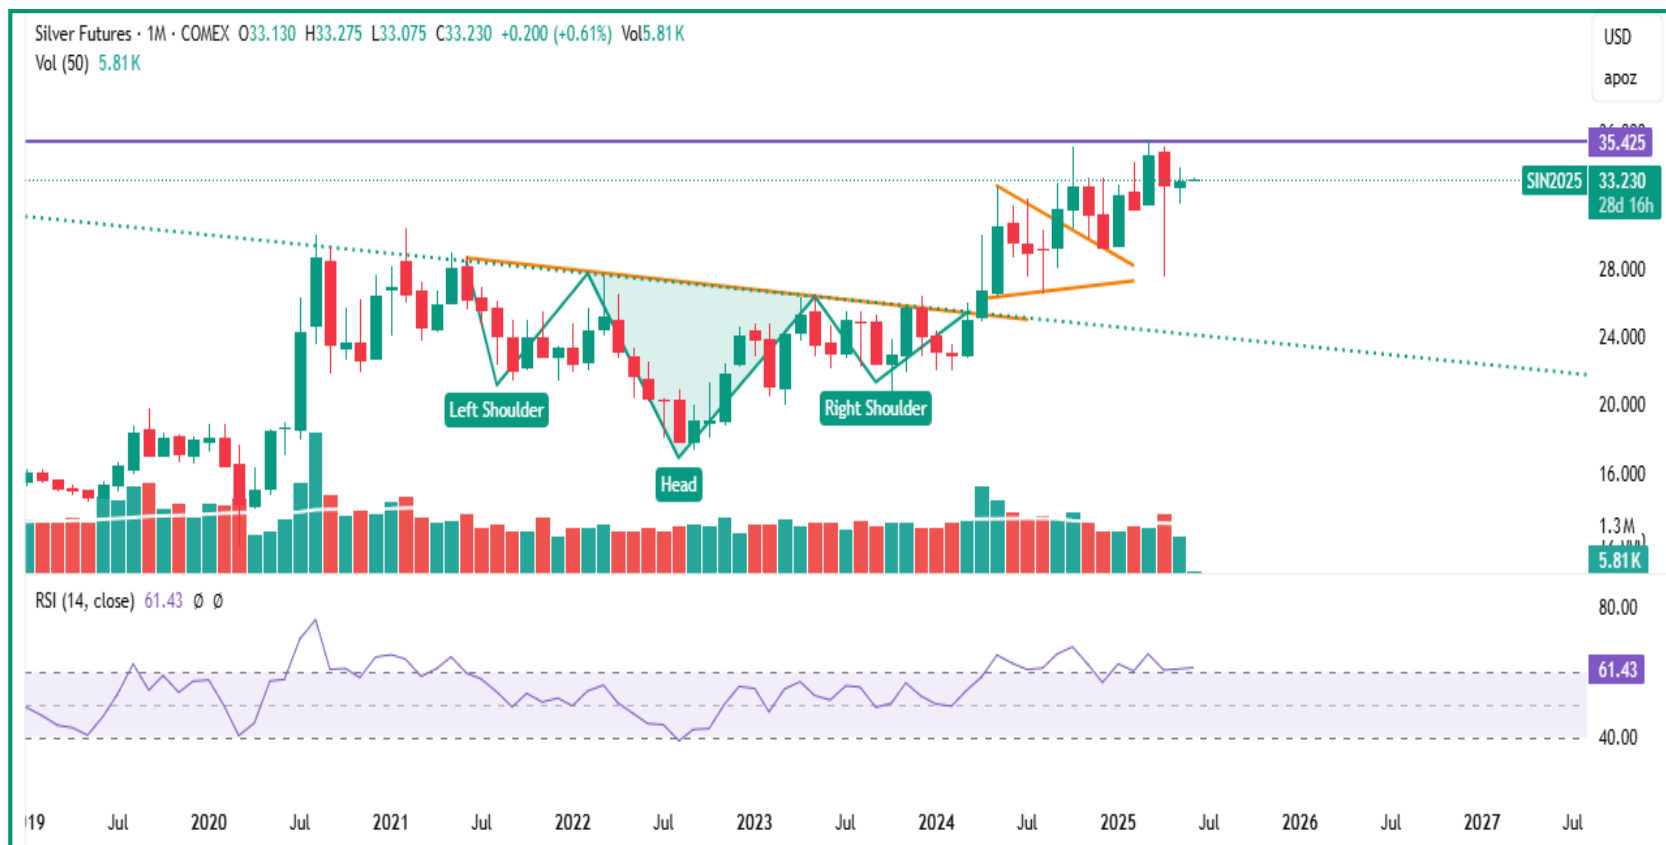 Silver Futures · 1M · COMEX O33.130 H33.275 L33.075 C33.230 +0.200 (+0.61%) Vol5.81K
Vol (50) 5.81K
USD
apoz
35.425
SIN2025 33.230
28d 16h
28.000
24.000
20.000
16.000
Left Shoulder
Right Shoulder
Head
1.3M
5.81K
RSI (14, close) 61.43 Ø Ø
80.00
61.43
40.00
19 Jul 2020 Jul 2021 Jul 2022 Jul 2023 Jul 2024 Jul 2025 Jul 2026 Jul 2027 Jul